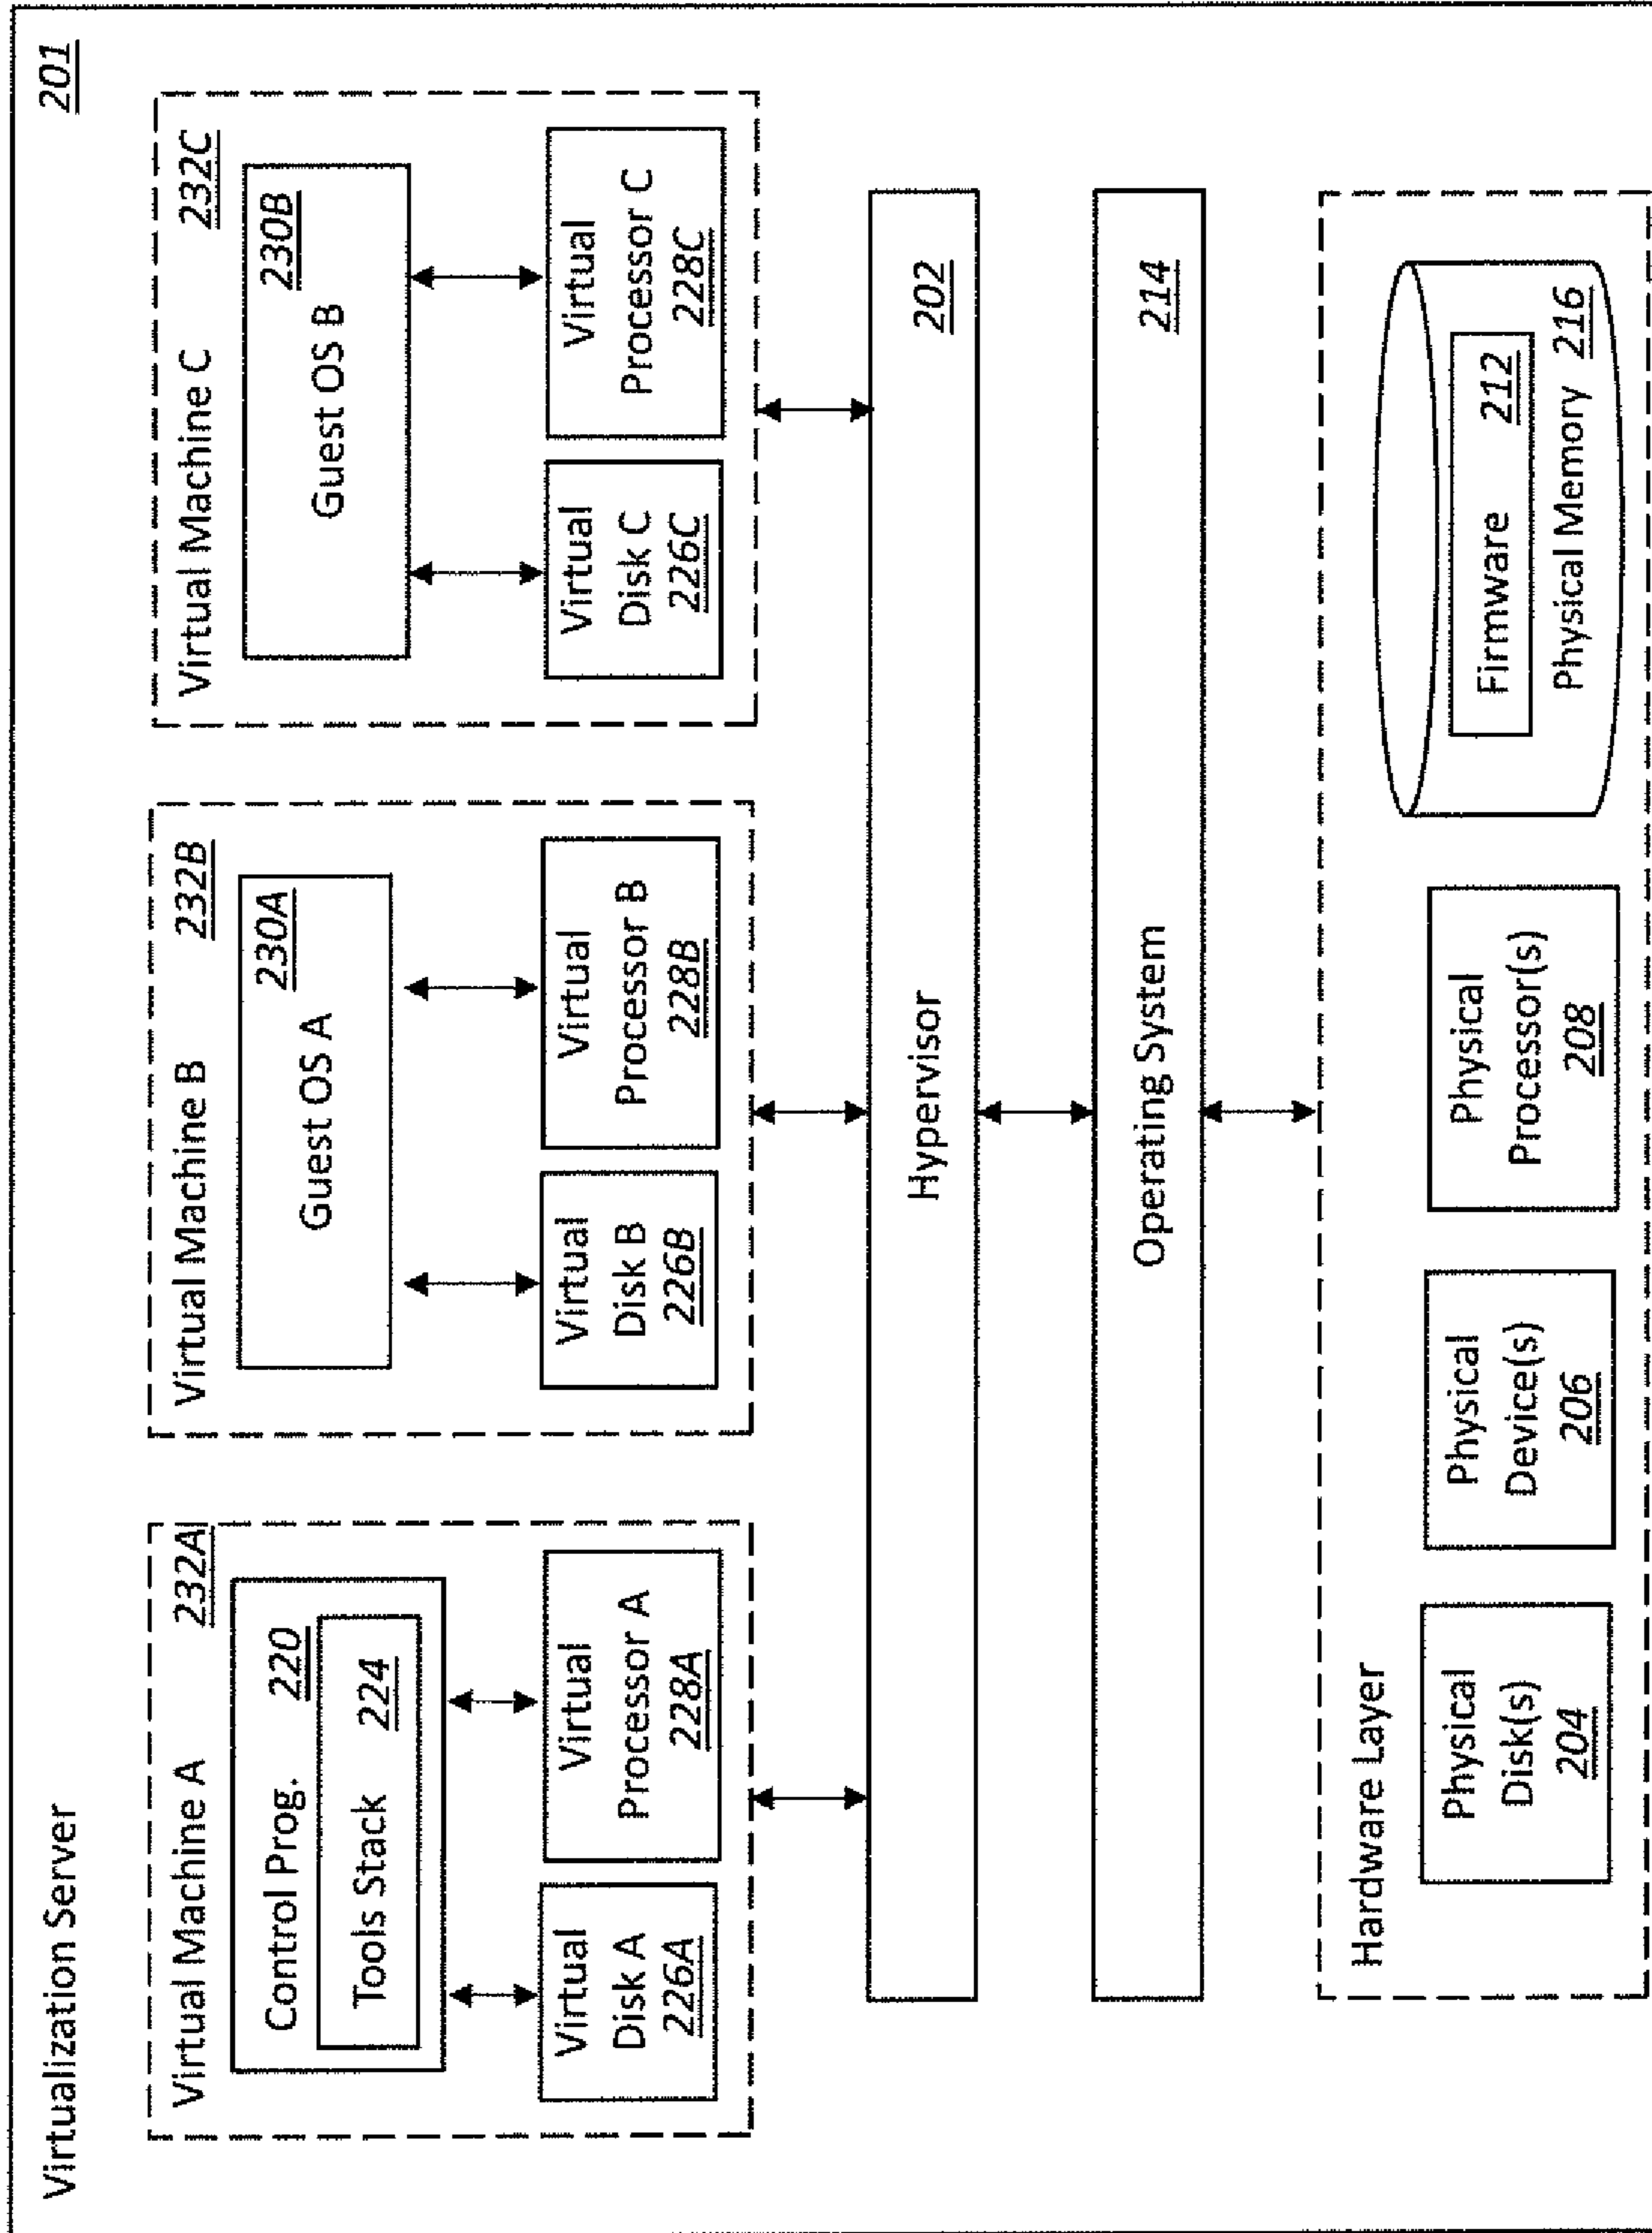 Virtualization Server
201
Virtual Machine A
232A
Control Prog.
220
Tools Stack
224
Virtual
Disk A
226A
Virtual
Processor A
228A
Virtual Machine B
232B
230A
Guest OS A
Virtual
Disk B
226B
Virtual
Processor B
228B
Virtual Machine C
232C
230B
Guest OS B
Virtual
Disk C
226C
Virtual
Processor C
228C
Hypervisor
202
Operating System
214
Hardware Layer
Physical
Disk(s)
204
Physical
Device(s)
206
Physical
Processor(s)
208
Firmware
212
Physical Memory
216